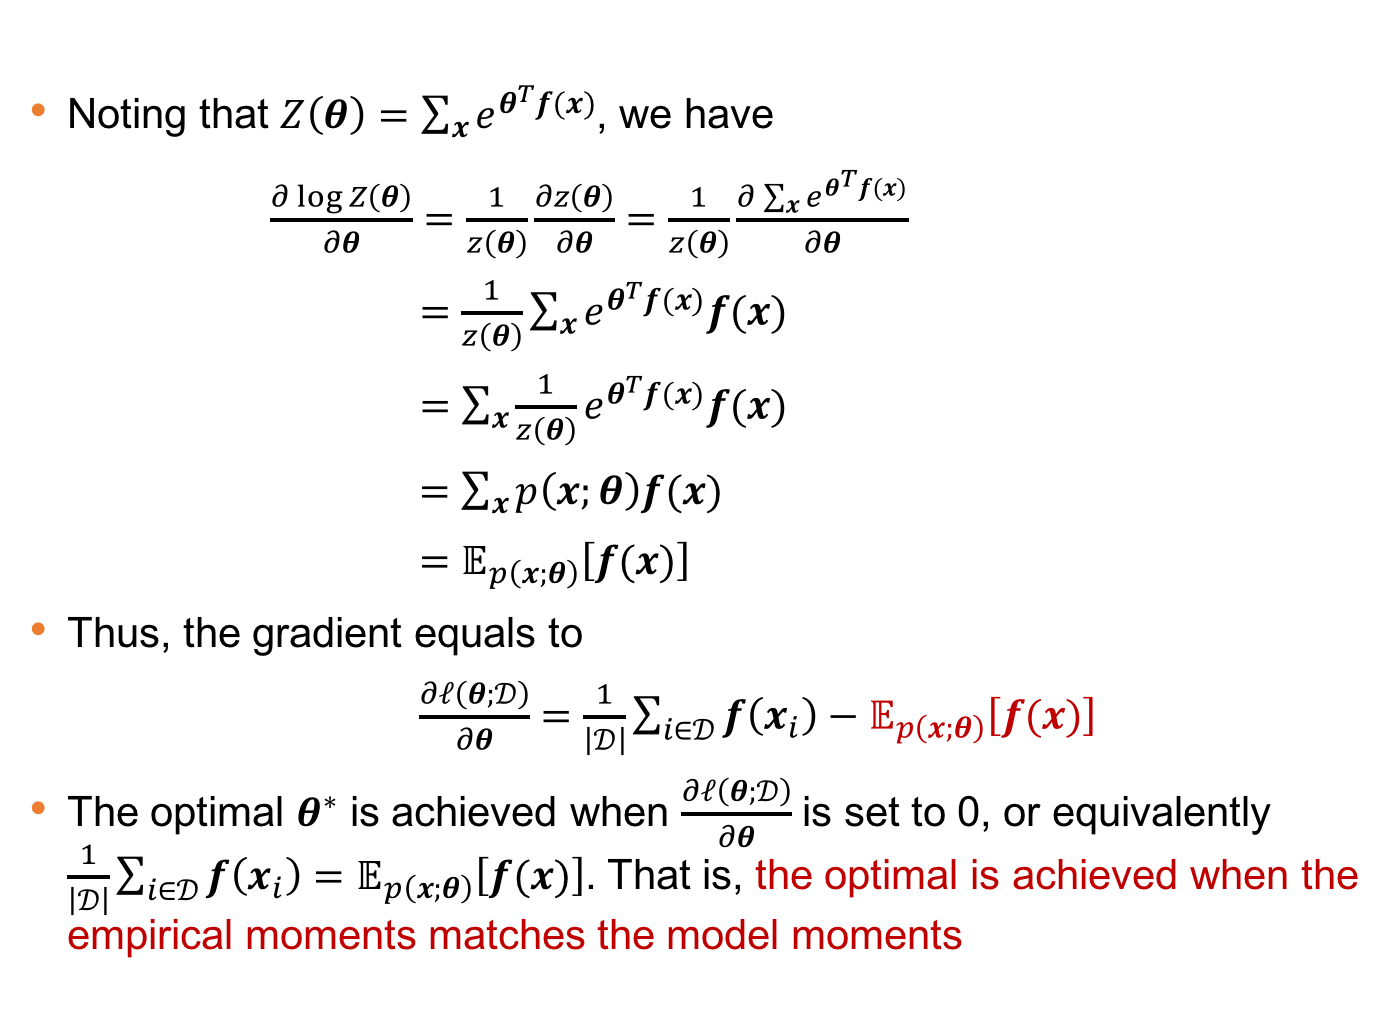 • Noting that 𝑍(𝜽) = ∑_𝒙 𝑒^{𝜽^𝑇 𝒇(𝒙)}, we have
∂ log 𝑍(𝜽)/∂𝜽 = 1/𝑧(𝜽) ∂𝑧(𝜽)/∂𝜽 = 1/𝑧(𝜽) ∂ ∑_𝒙 𝑒^{𝜽^𝑇 𝒇(𝒙)}/∂𝜽
= 1/𝑧(𝜽) ∑_𝒙 𝑒^{𝜽^𝑇 𝒇(𝒙)} 𝒇(𝒙)
= ∑_𝒙 1/𝑧(𝜽) 𝑒^{𝜽^𝑇 𝒇(𝒙)} 𝒇(𝒙)
= ∑_𝒙 𝑝(𝒙; 𝜽)𝒇(𝒙)
= 𝔼_{𝑝(𝒙;𝜽)}[𝒇(𝒙)]
• Thus, the gradient equals to
∂ℓ(𝜽;𝒟)/∂𝜽 = 1/|𝒟| ∑_{𝑖∈𝒟} 𝒇(𝒙_𝑖) − 𝔼_{𝑝(𝒙;𝜽)}[𝒇(𝒙)]
• The optimal 𝜽* is achieved when ∂ℓ(𝜽;𝒟)/∂𝜽 is set to 0, or equivalently
1/|𝒟| ∑_{𝑖∈𝒟} 𝒇(𝒙_𝑖) = 𝔼_{𝑝(𝒙;𝜽)}[𝒇(𝒙)]. That is, the optimal is achieved when the
empirical moments matches the model moments